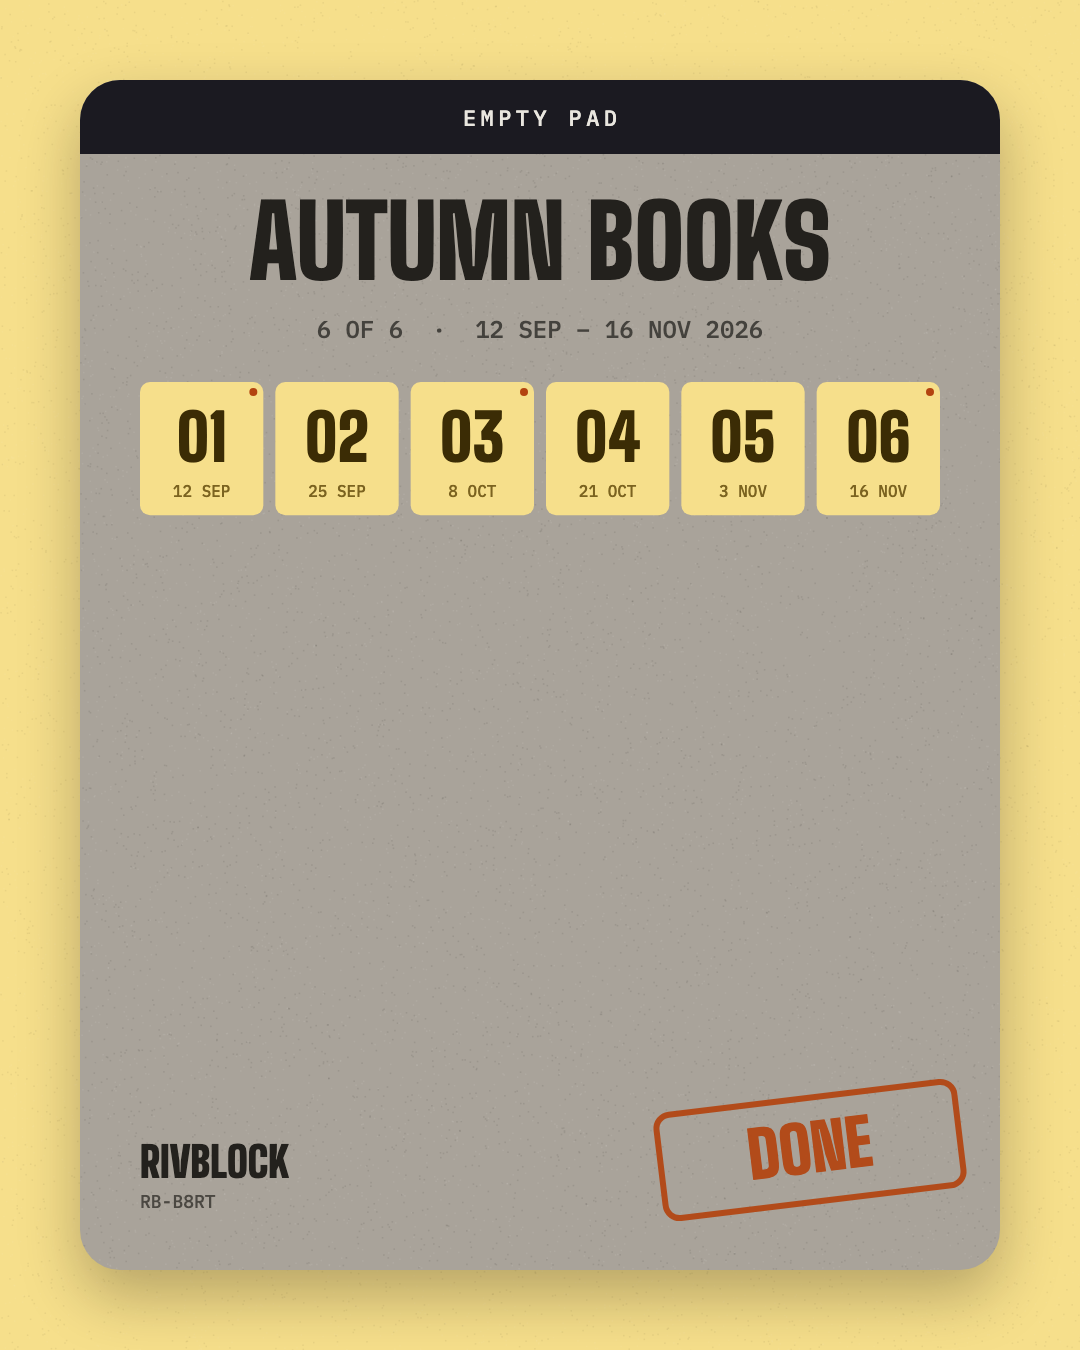 EMPTY PAD
AUTUMN BOOKS
6 OF 6 · 12 SEP – 16 NOV 2026
01 02 03 04 05 06
12 SEP 25 SEP 8 OCT 21 OCT 3 NOV 16 NOV
DONE
RIVBLOCK
RB-B8RT